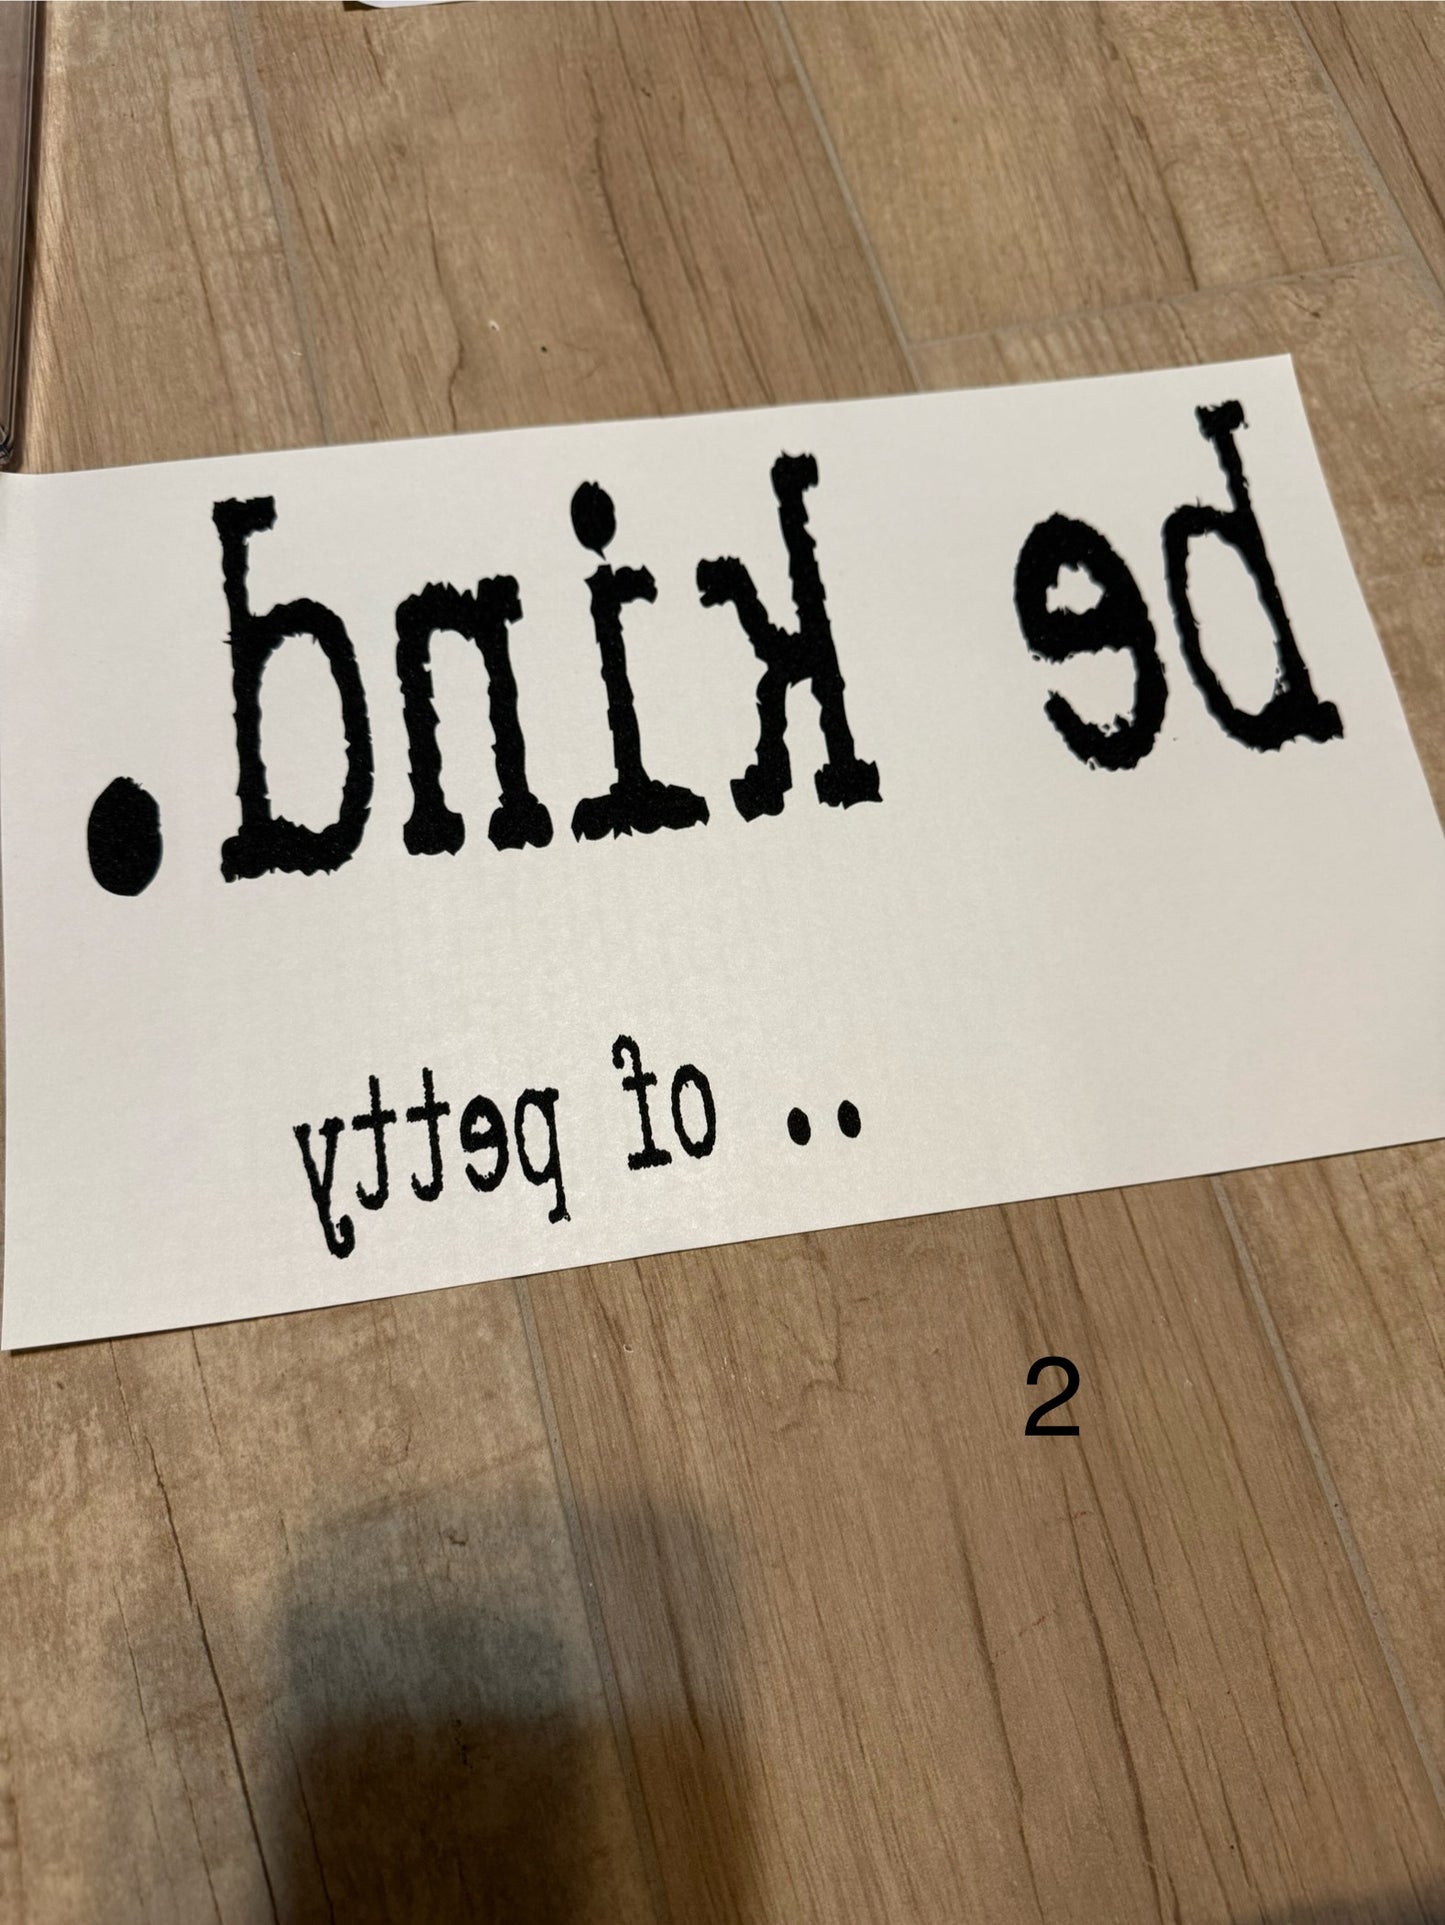 be kind.
.. of petty
2